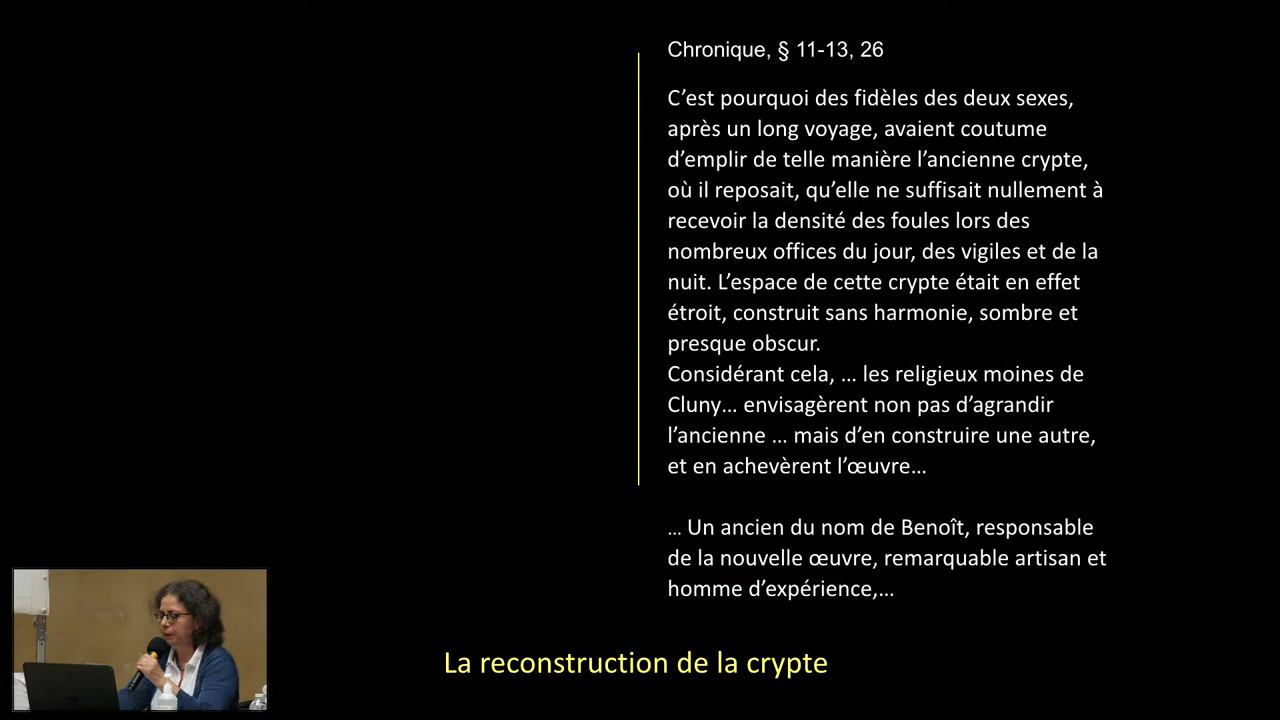 Chronique, § 11-13, 26
C’est pourquoi des fidèles des deux sexes,
après un long voyage, avaient coutume
d’emplir de telle manière l’ancienne crypte,
où il reposait, qu’elle ne suffisait nullement à
recevoir la densité des foules lors des
nombreux offices du jour, des vigiles et de la
nuit. L’espace de cette crypte était en effet
étroit, construit sans harmonie, sombre et
presque obscur.
Considérant cela, … les religieux moines de
Cluny… envisagèrent non pas d’agrandir
l’ancienne … mais d’en construire une autre,
et en achevèrent l’œuvre…
… Un ancien du nom de Benoît, responsable
de la nouvelle œuvre, remarquable artisan et
homme d’expérience,…
La reconstruction de la crypte